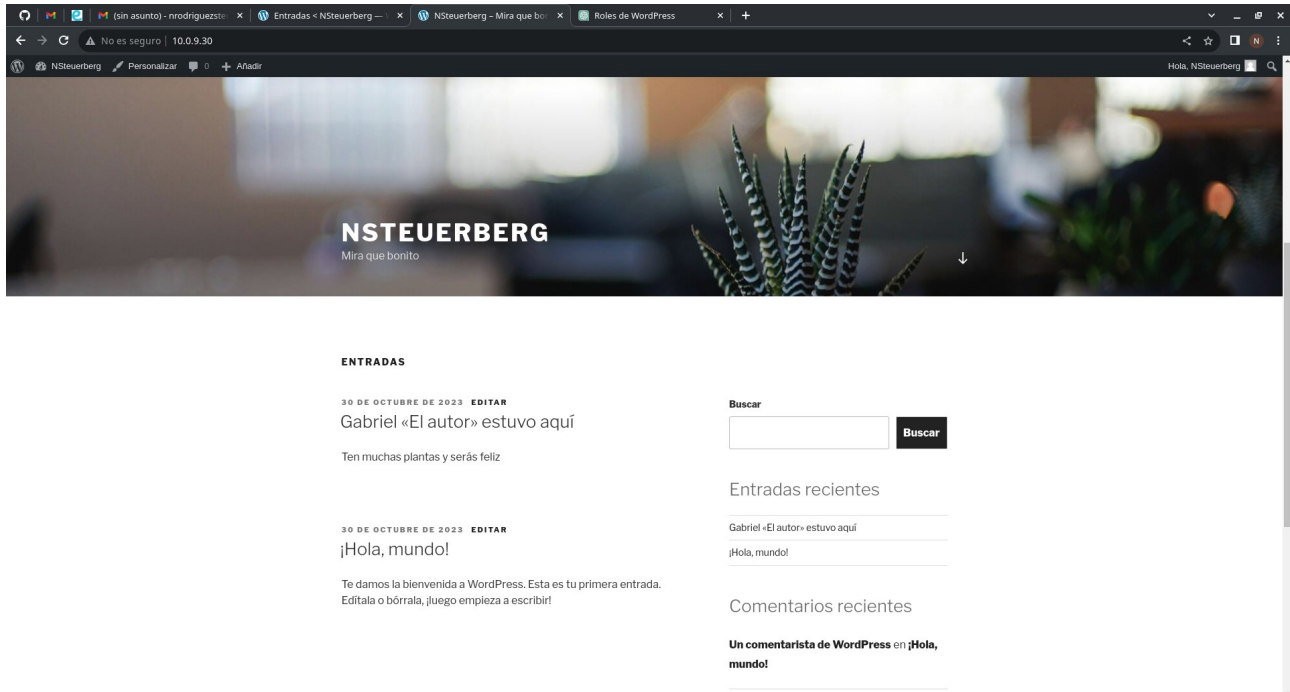 (sin asunto) - nrodriguezste
Entradas < NSteuerberg —
NSteuerberg – Mira que bo
Roles de WordPress
No es seguro | 10.0.9.30
NSteuerberg Personalizar 0 + Añadir
Hola, NSteuerberg
N
NSTEUERBERG
Mira que bonito
ENTRADAS
30 DE OCTUBRE DE 2023 EDITAR
Gabriel «El autor» estuvo aquí
Ten muchas plantas y serás feliz
30 DE OCTUBRE DE 2023 EDITAR
¡Hola, mundo!
Te damos la bienvenida a WordPress. Esta es tu primera entrada.
Edítala o bórrala, ¡luego empieza a escribir!
Buscar
Buscar
Entradas recientes
Gabriel «El autor» estuvo aquí
¡Hola, mundo!
Comentarios recientes
Un comentarista de WordPress en ¡Hola,
mundo!